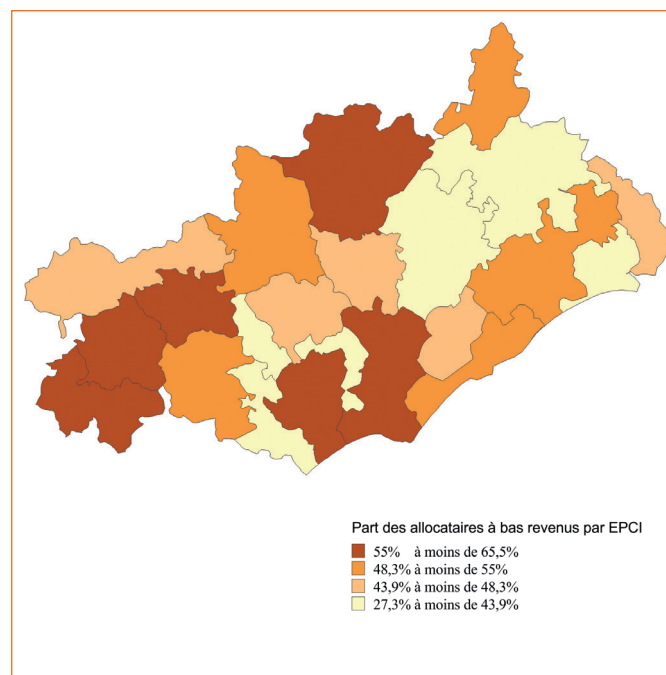 Part des allocataires à bas revenus par EPCI
55% à moins de 65,5%
48,3% à moins de 55%
43,9% à moins de 48,3%
27,3% à moins de 43,9%